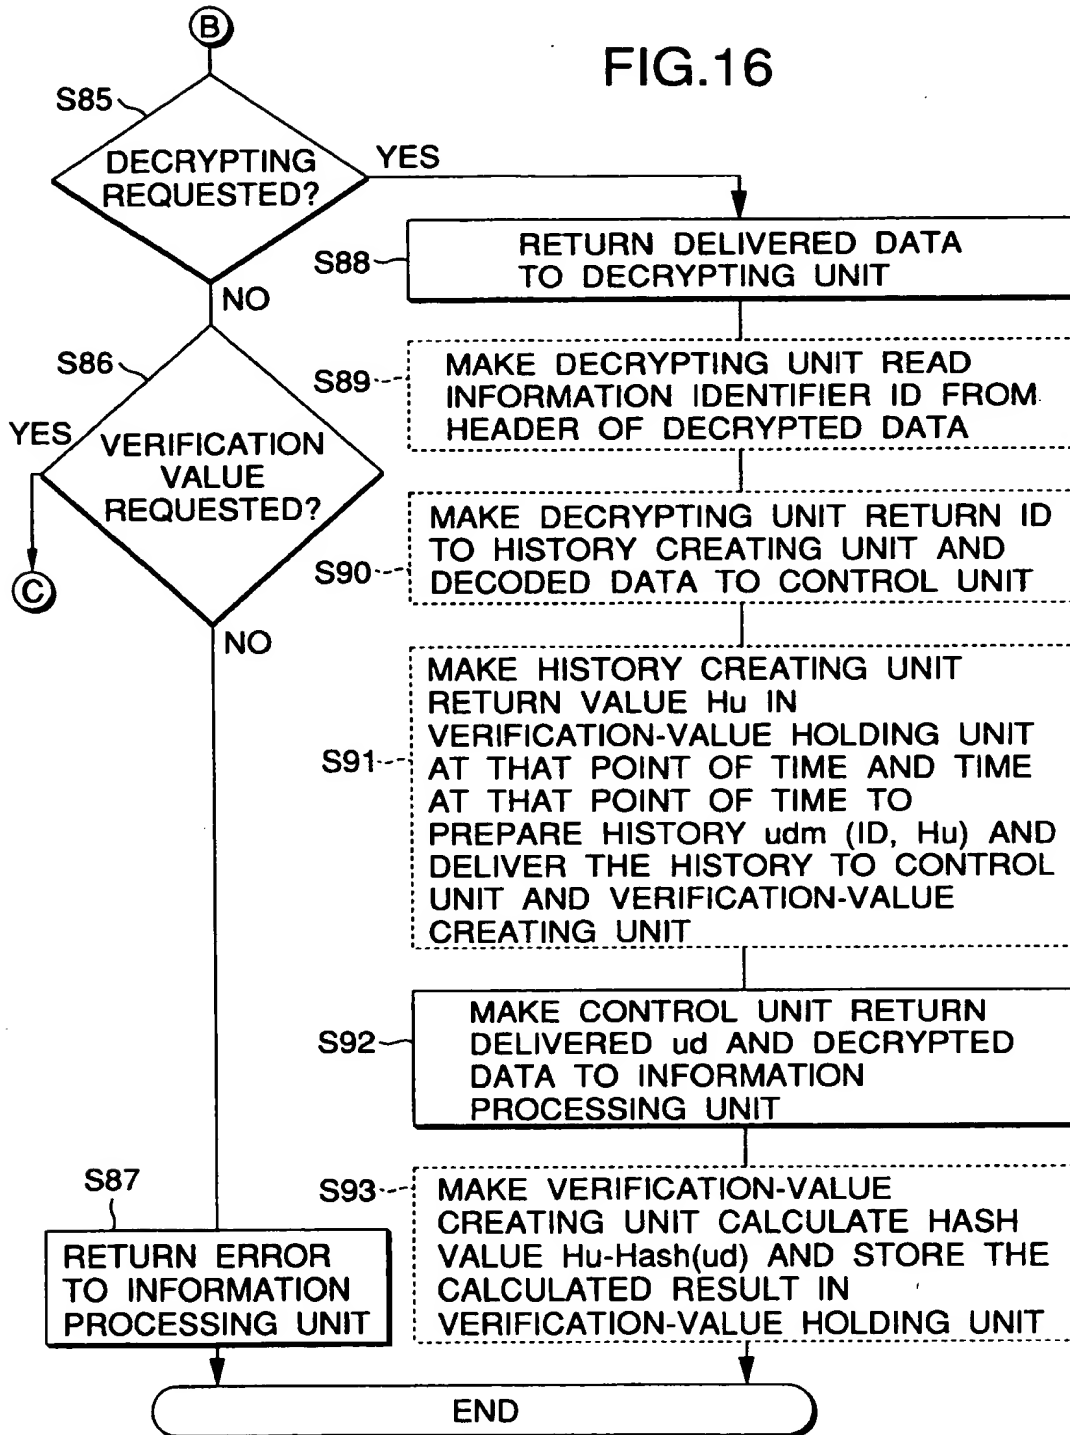 B
FIG.16
S85
DECRYPTING
REQUESTED?
YES
NO
S88
RETURN DELIVERED DATA
TO DECRYPTING UNIT
S86
VERIFICATION
VALUE
REQUESTED?
YES
C
NO
S89
MAKE DECRYPTING UNIT READ
INFORMATION IDENTIFIER ID FROM
HEADER OF DECRYPTED DATA
S90
MAKE DECRYPTING UNIT RETURN ID
TO HISTORY CREATING UNIT AND
DECODED DATA TO CONTROL UNIT
S91
MAKE HISTORY CREATING UNIT
RETURN VALUE Hu IN
VERIFICATION-VALUE HOLDING UNIT
AT THAT POINT OF TIME AND TIME
AT THAT POINT OF TIME TO
PREPARE HISTORY udm (ID, Hu) AND
DELIVER THE HISTORY TO CONTROL
UNIT AND VERIFICATION-VALUE
CREATING UNIT
S92
MAKE CONTROL UNIT RETURN
DELIVERED ud AND DECRYPTED
DATA TO INFORMATION
PROCESSING UNIT
S87
RETURN ERROR
TO INFORMATION
PROCESSING UNIT
S93
MAKE VERIFICATION-VALUE
CREATING UNIT CALCULATE HASH
VALUE Hu-Hash(ud) AND STORE THE
CALCULATED RESULT IN
VERIFICATION-VALUE HOLDING UNIT
END